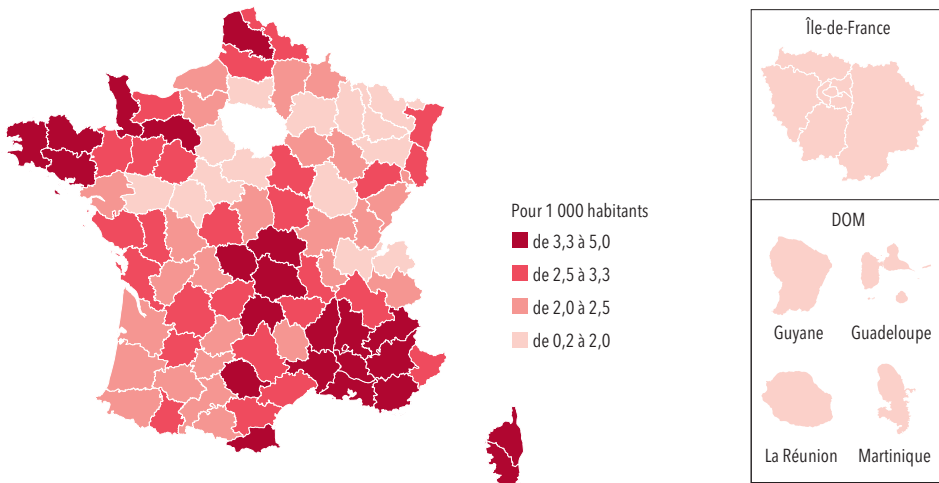 Pour 1 000 habitants
de 3,3 à 5,0
de 2,5 à 3,3
de 2,0 à 2,5
de 0,2 à 2,0
Île-de-France
DOM
Guyane
Guadeloupe
La Réunion
Martinique